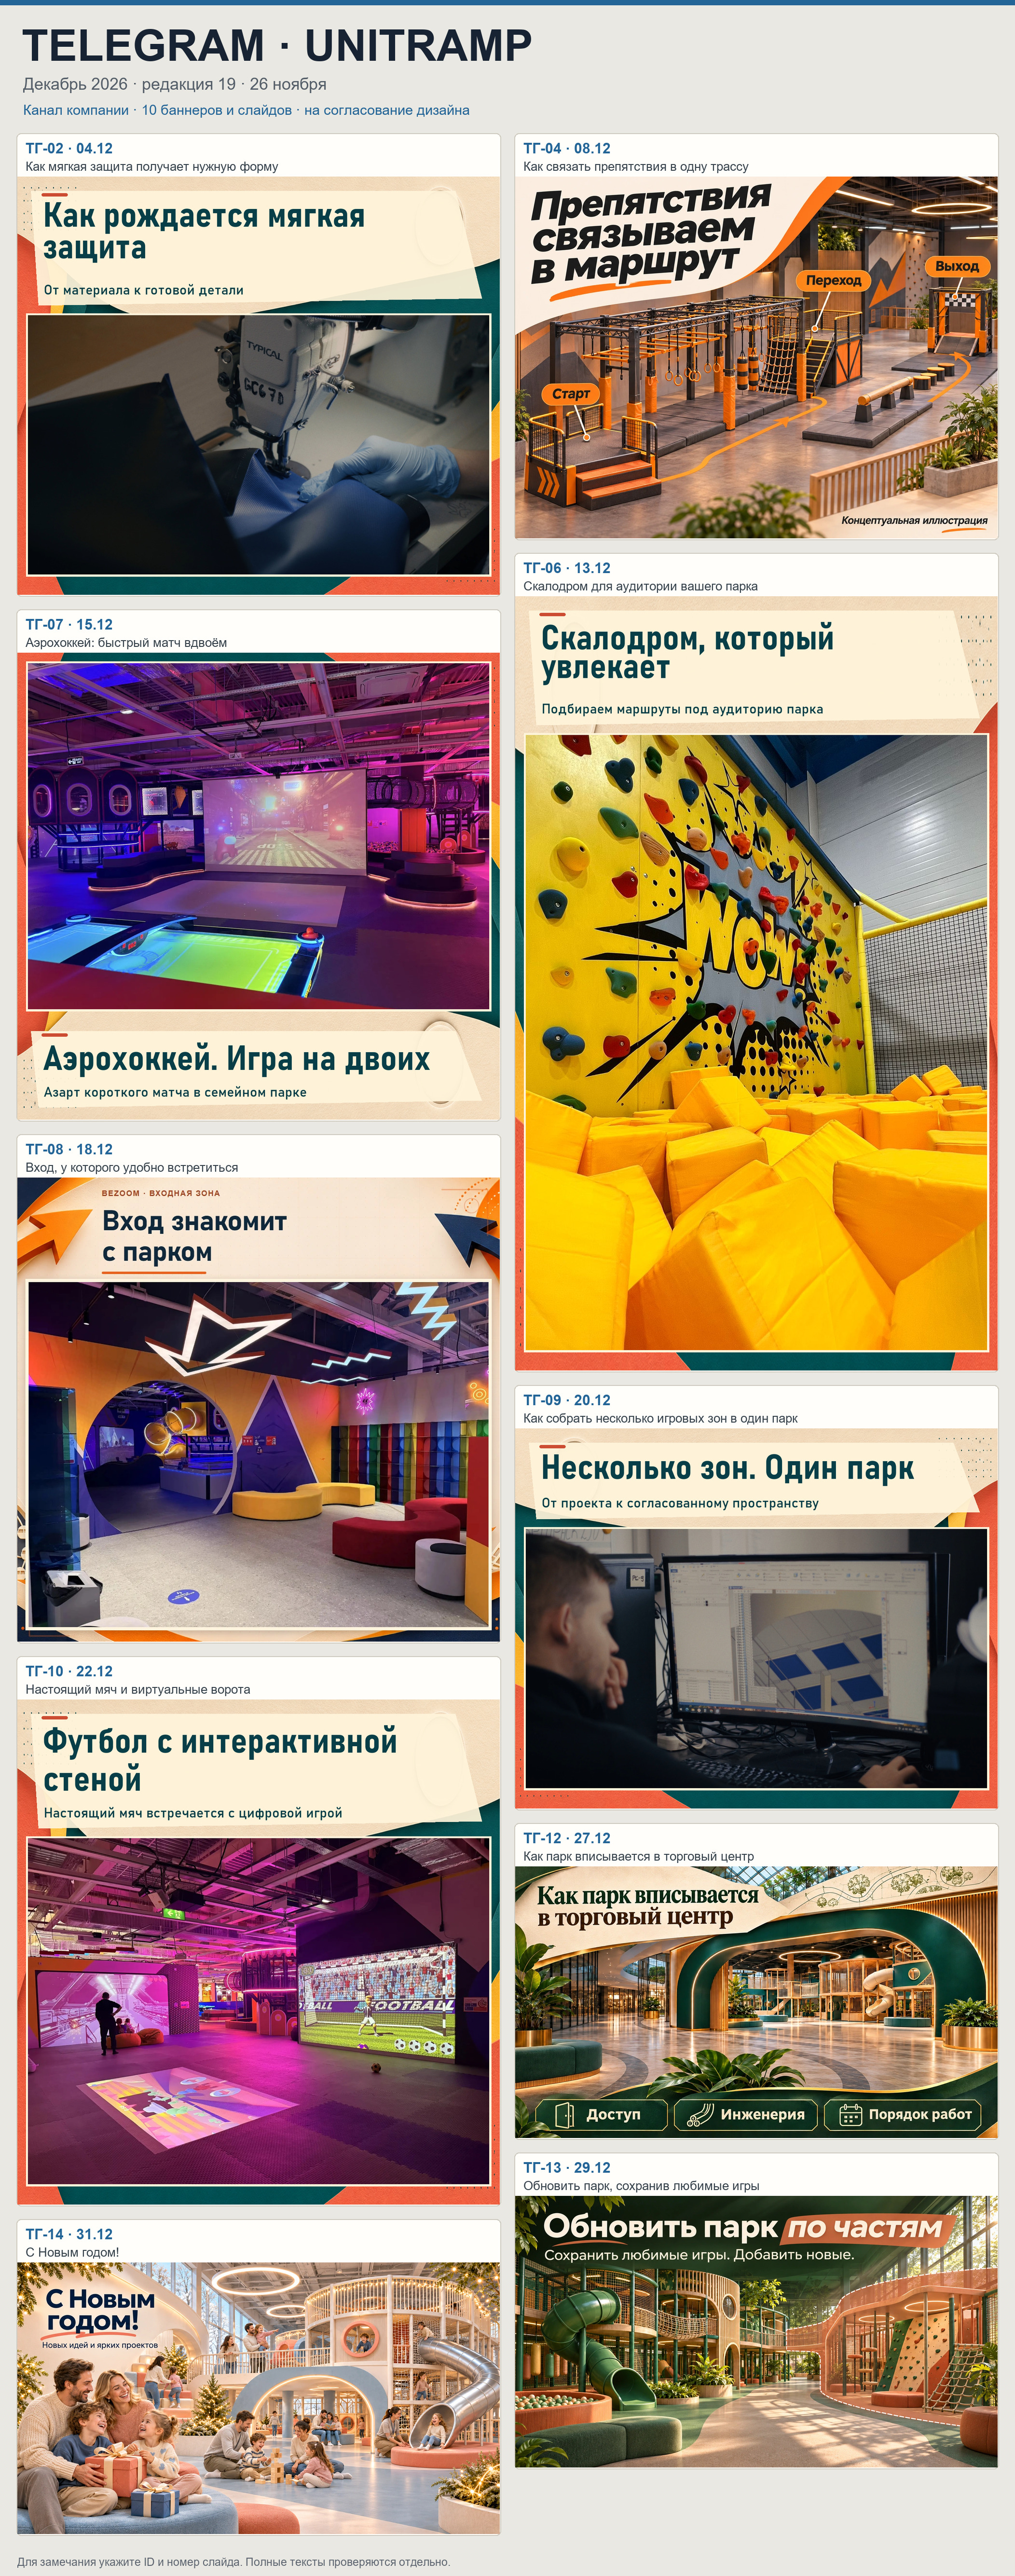 TELEGRAM · UNITRAMP
Декабрь 2026 · редакция 19 · 26 ноября
Канал компании · 10 баннеров и слайдов · на согласование дизайна
ТГ-02 · 04.12
Как мягкая защита получает нужную форму
Как рождается мягкая
защита
От материала к готовой детали
TYPICAL
ТГ-04 · 08.12
Как связать препятствия в одну трассу
Препятствия
связываем
в маршрут
Переход
Выход
Старт
Концептуальная иллюстрация
ТГ-06 · 13.12
Скалодром для аудитории вашего парка
Скалодром, который
увлекает
Подбираем маршруты под аудиторию парка
WOW
ТГ-07 · 15.12
Аэрохоккей: быстрый матч вдвоём
Аэрохоккей. Игра на двоих
Азарт короткого матча в семейном парке
ТГ-08 · 18.12
Вход, у которого удобно встретиться
BEZOOM · ВХОДНАЯ ЗОНА
Вход знакомит
с парком
ТГ-09 · 20.12
Как собрать несколько игровых зон в один парк
Несколько зон. Один парк
От проекта к согласованному пространству
ТГ-10 · 22.12
Настоящий мяч и виртуальные ворота
Футбол с интерактивной
стеной
Настоящий мяч встречается с цифровой игрой
FOOTBALL
ТГ-12 · 27.12
Как парк вписывается в торговый центр
Как парк вписывается
в торговый центр
Доступ
Инженерия
Порядок работ
ТГ-13 · 29.12
Обновить парк, сохранив любимые игры
Обновить парк по частям
Сохранить любимые игры. Добавить новые.
ТГ-14 · 31.12
С Новым годом!
С Новым
годом!
Новых идей и ярких проектов
Для замечания укажите ID и номер слайда. Полные тексты проверяются отдельно.